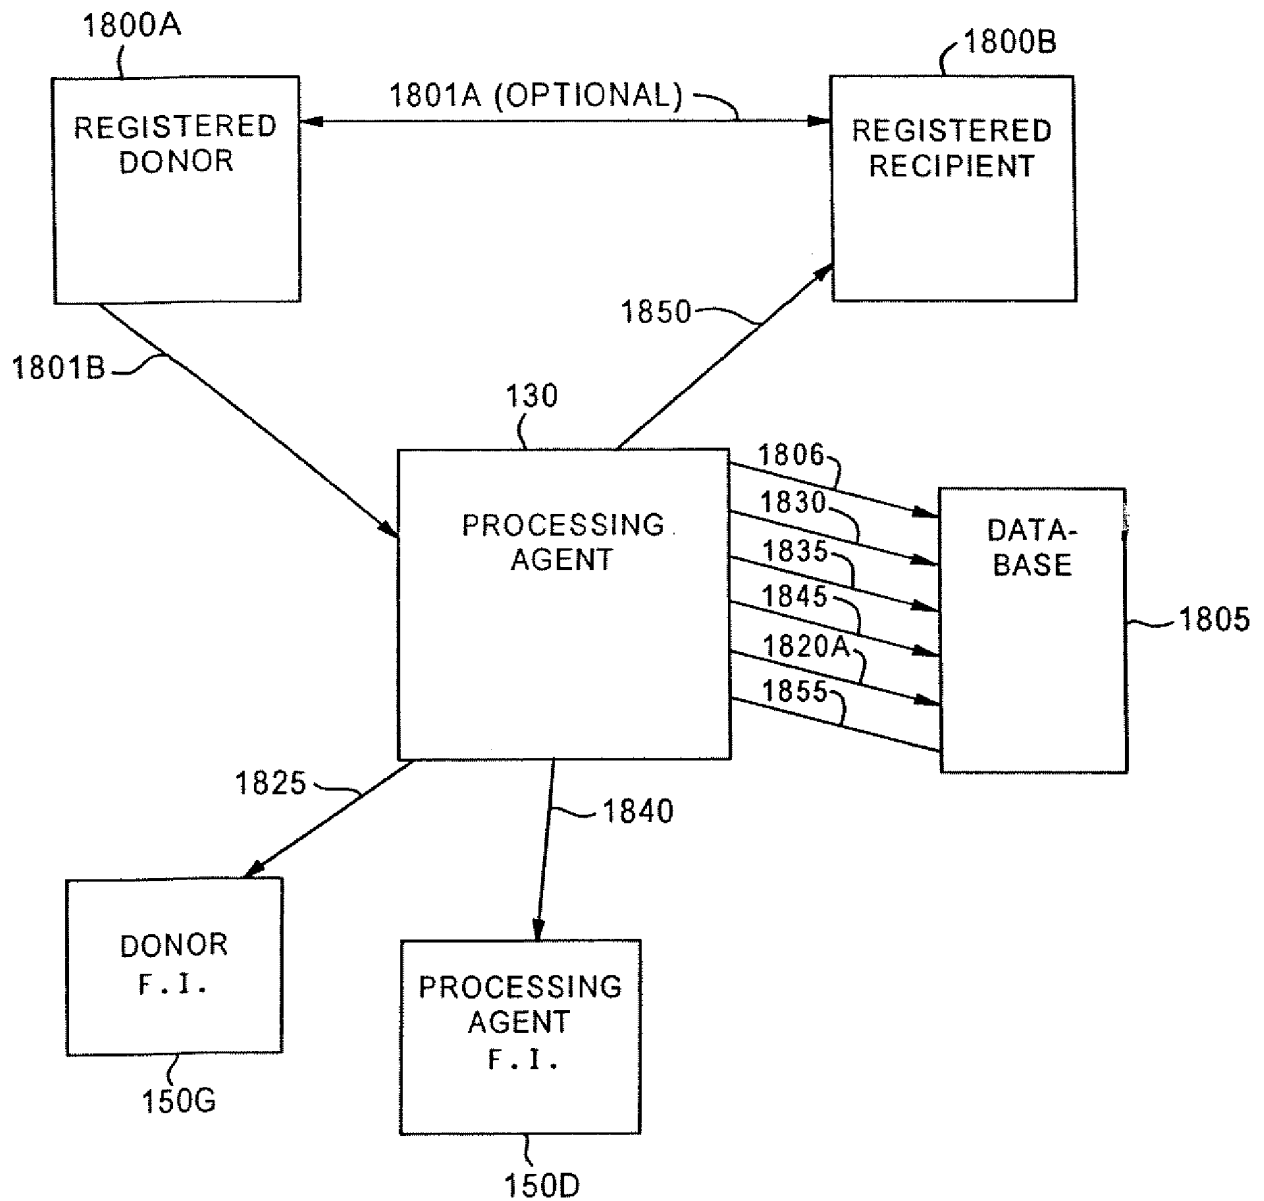 1800A
1800B
1801A (OPTIONAL)
REGISTERED
DONOR
REGISTERED
RECIPIENT
1850
1801B
130
1806
1830
1835
1845
1820A
1855
PROCESSING
AGENT
DATA-
BASE
1805
1825
1840
DONOR
F.I.
PROCESSING
AGENT
F.I.
150G
150D